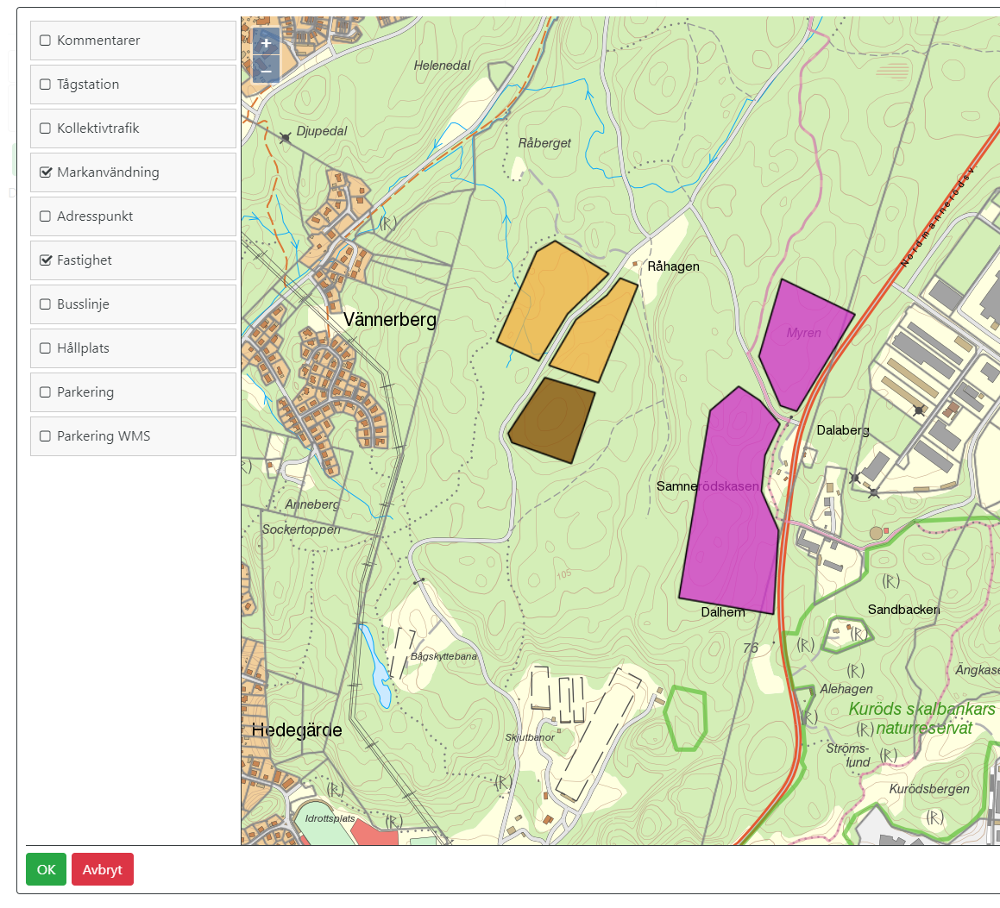 Kommentarer
Tågstation
Kollektivtrafik
Markanvändning
Adresspunkt
Fastighet
Busslinje
Hållplats
Parkering
Parkering WMS
+
−
Helenedal
Djupedal
Råberget
(R)
Nordmannerödsv.
Råhagen
Vännerberg
Myren
Dalaberg
Samnerödskasen
Anneberg
Sockertoppen
105
(R)
Dalhem
Sandbacken
(R)
(R)
76
Bågskyttebana
(R)
Ängkase
Alehagen
Kuröds skalbankars
naturreservat
(R)
(R)
Hedegärde
Skjutbanor
Ströms-
lund
(R)
(R)
(R)
Kurödsbergen
Idrottsplats
(R)
(R)
OK
Avbryt